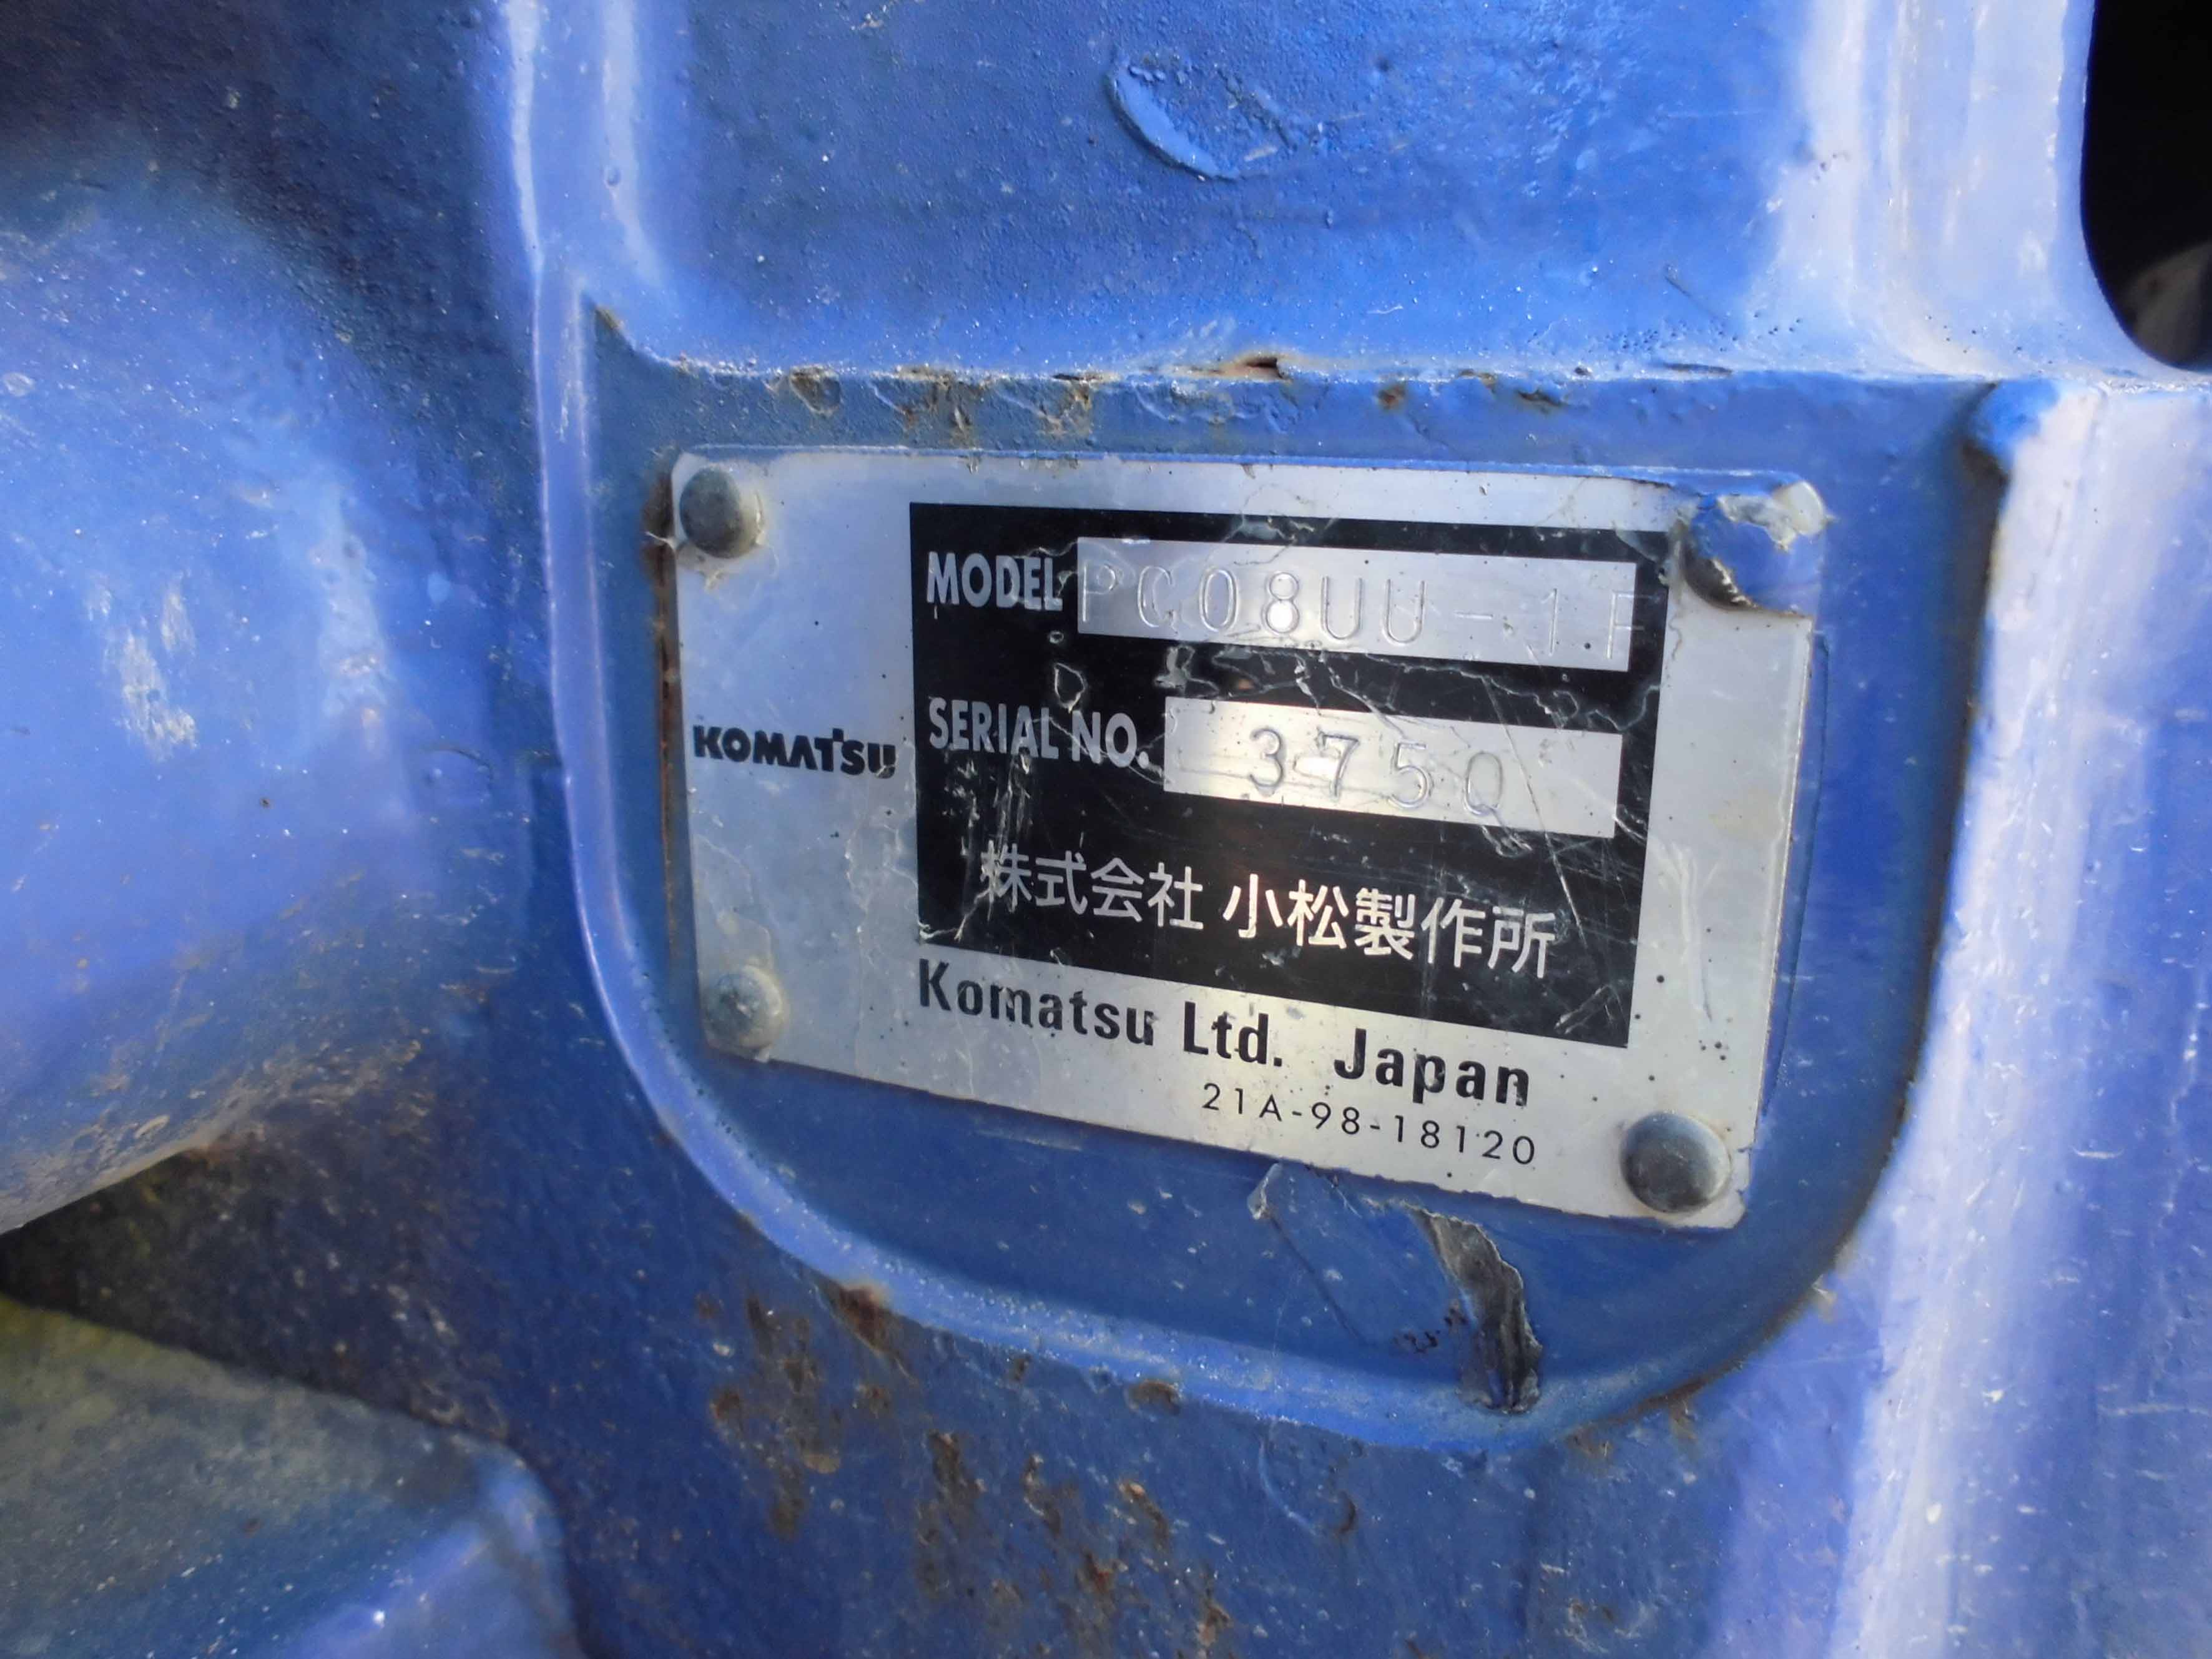 MODEL PC08UU-1F
SERIAL NO. 3750
KOMATSU
株式会社 小松製作所
Komatsu Ltd. Japan
21A-98-18120